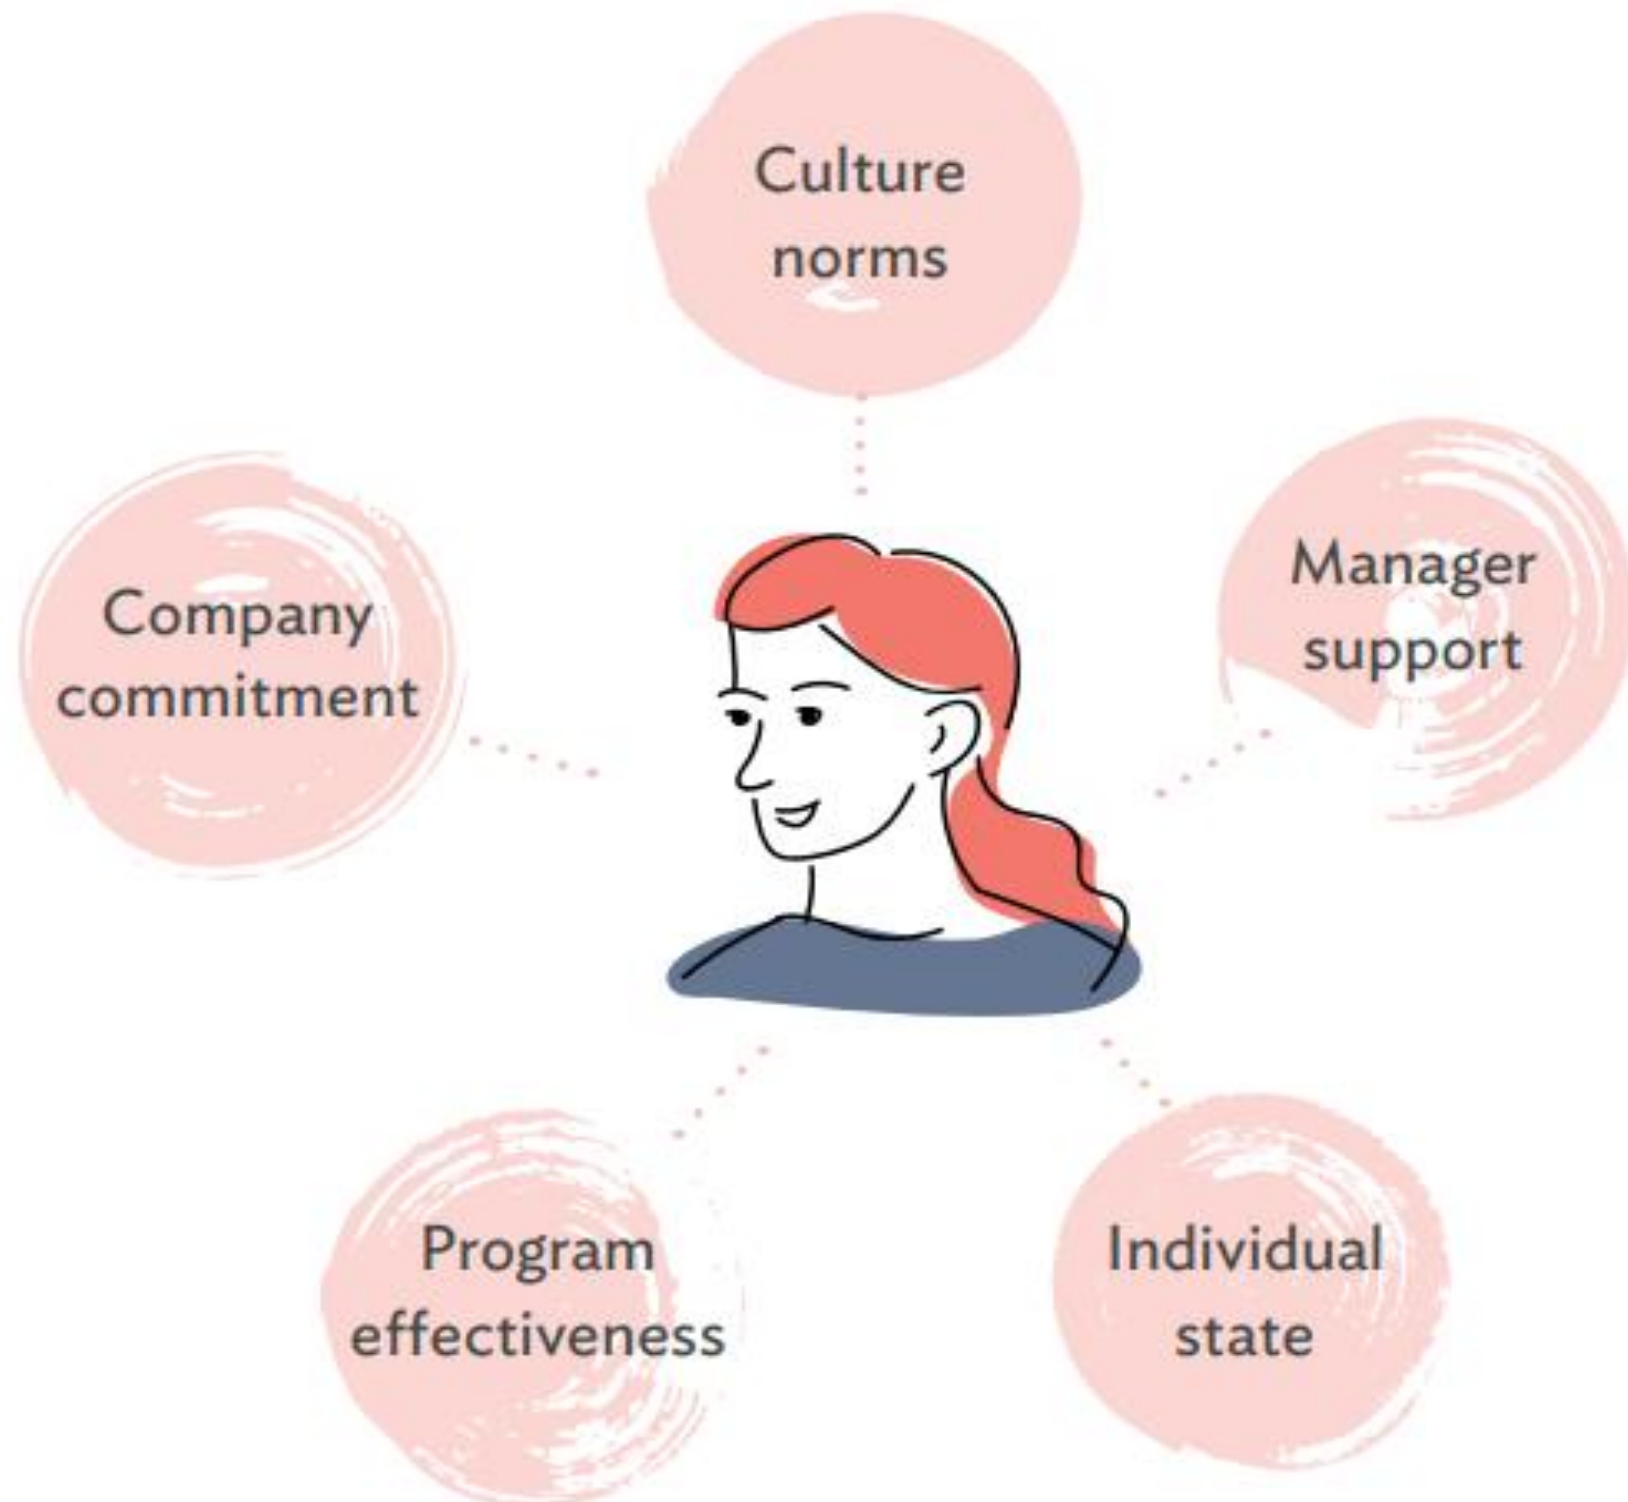 Culture
norms
Manager
support
Company
commitment
Program
effectiveness
Individual
state